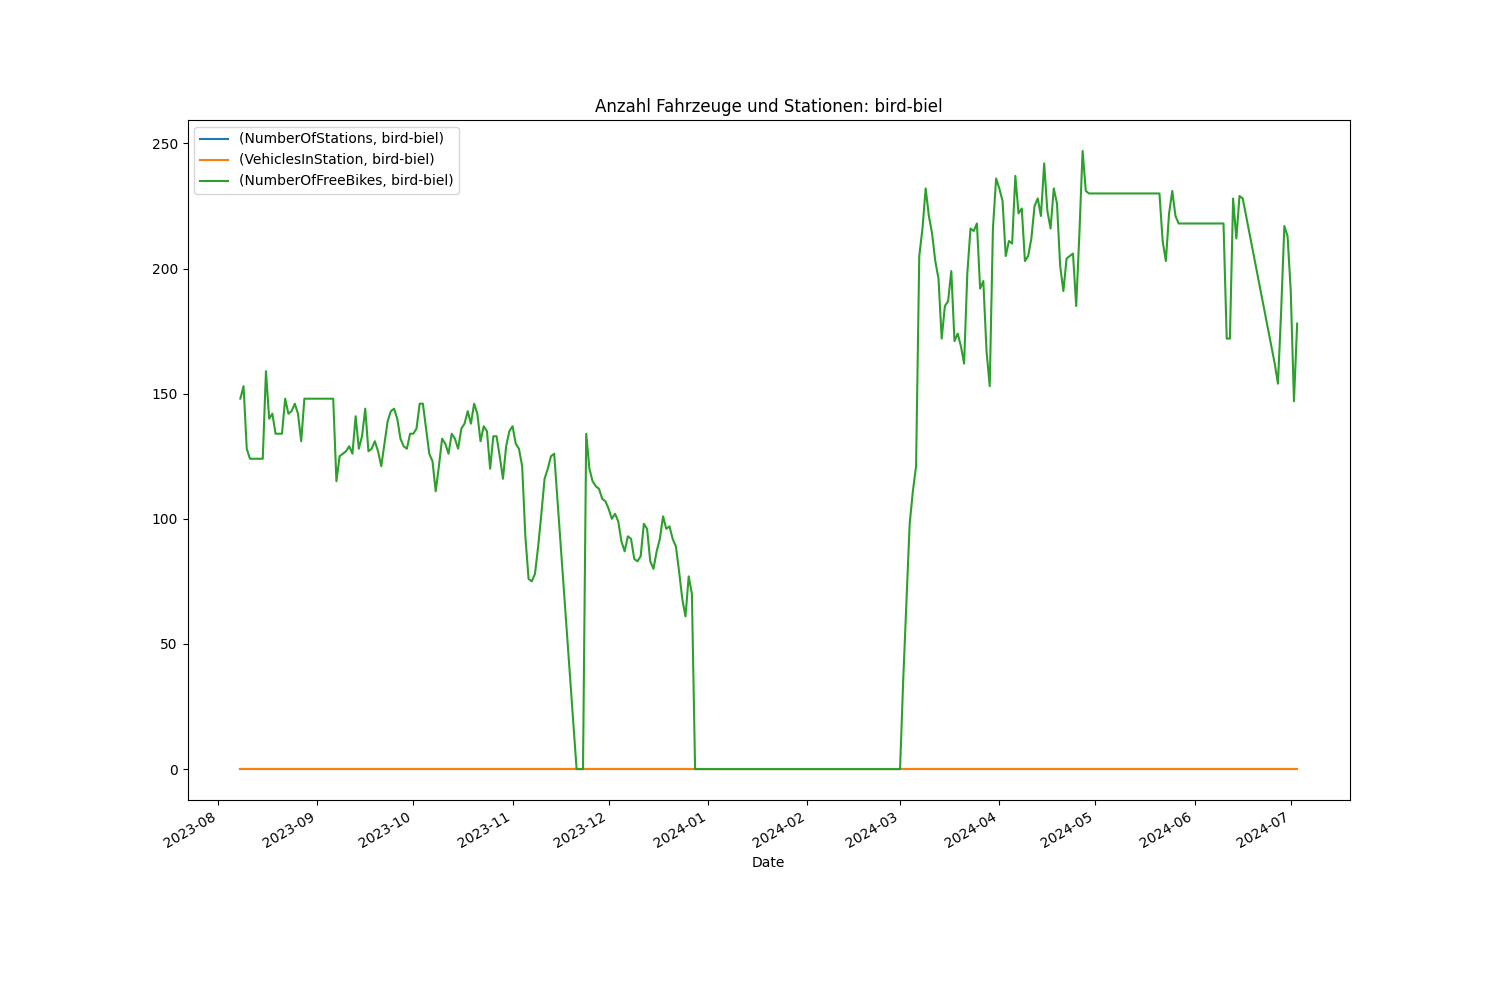 Anzahl Fahrzeuge und Stationen: bird-biel
(NumberOfStations, bird-biel)
(VehiclesInStation, bird-biel)
(NumberOfFreeBikes, bird-biel)
250
200
150
100
50
0
2023-08 2023-09 2023-10 2023-11 2023-12 2024-01 2024-02 2024-03 2024-04 2024-05 2024-06 2024-07
Date